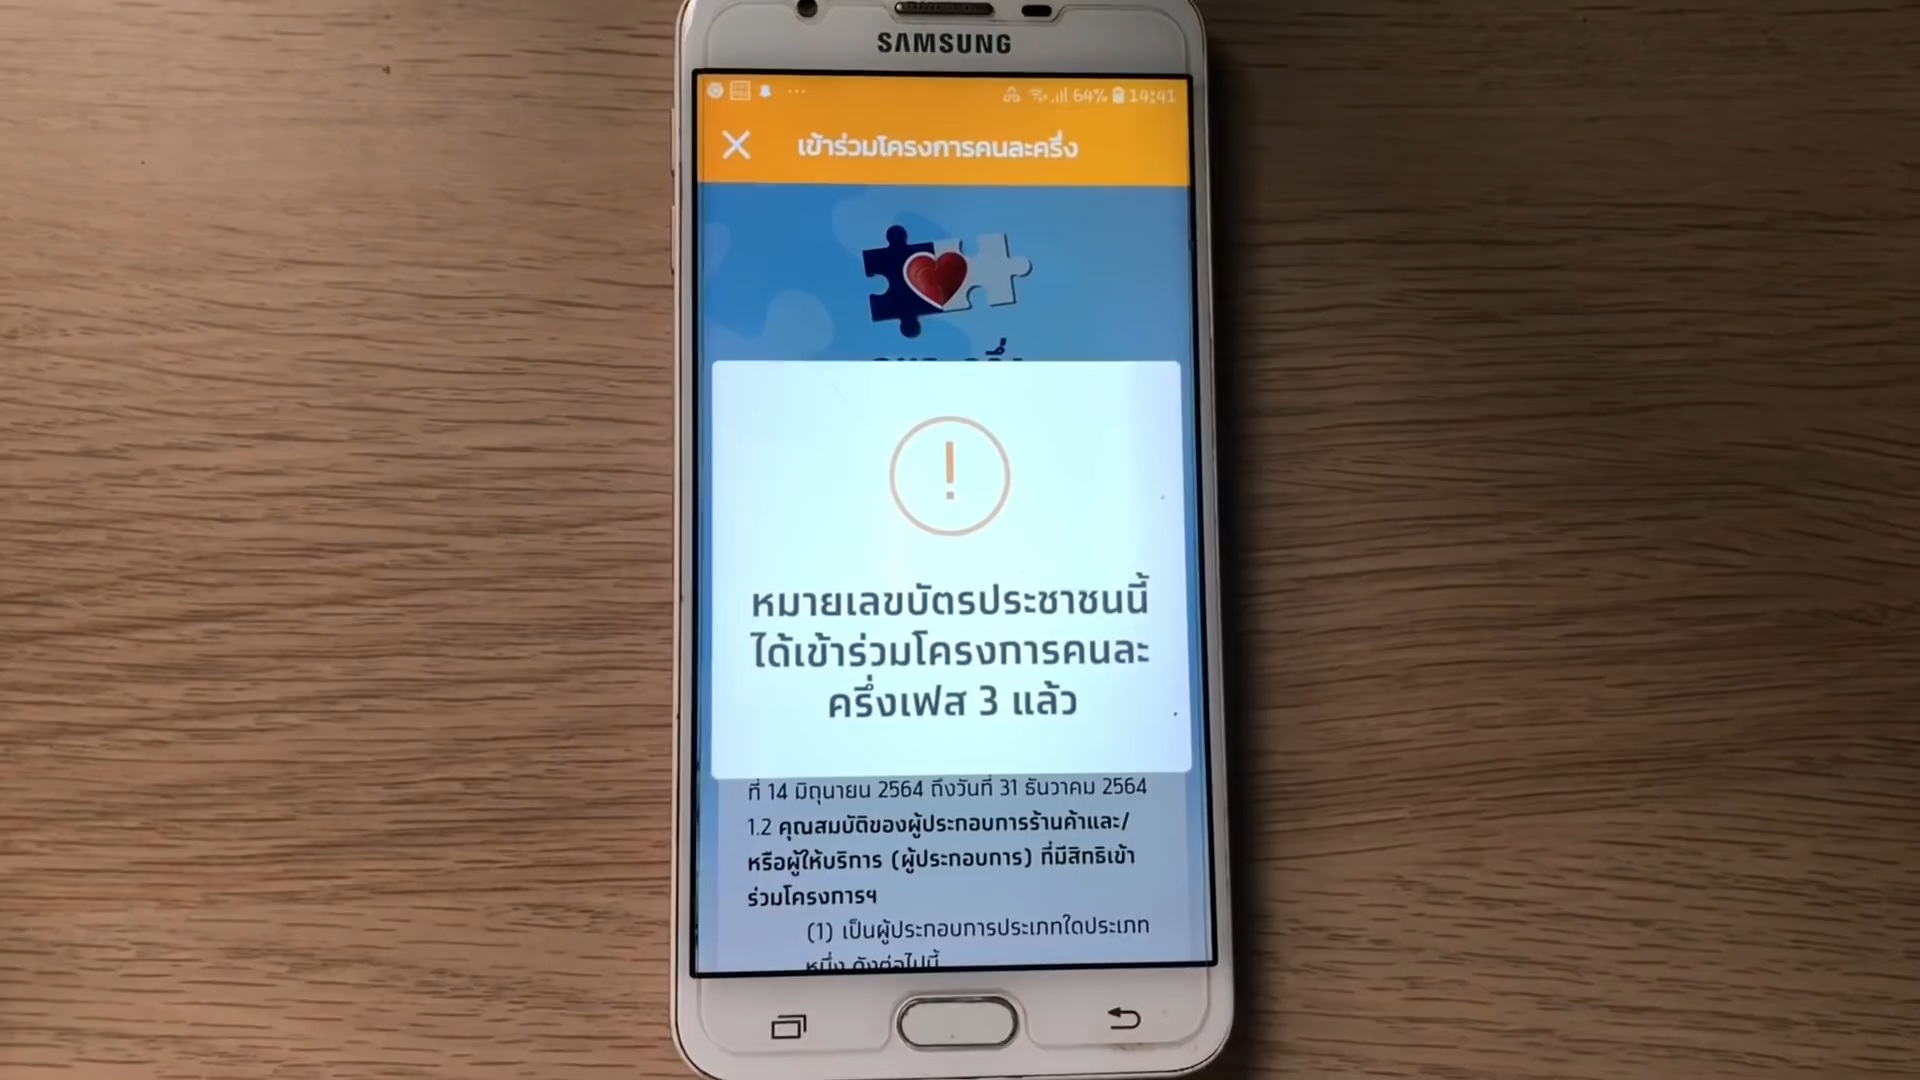 SAMSUNG
64% 14:41
เข้าร่วมโครงการคนละครึ่ง
หมายเลขบัตรประชาชนนี้
ได้เข้าร่วมโครงการคนละ
ครึ่งเฟส 3 แล้ว
ที่ 14 มิถุนายน 2564 ถึงวันที่ 31 ธันวาคม 2564
1.2 คุณสมบัติของผู้ประกอบการร้านค้าและ/
หรือผู้ให้บริการ (ผู้ประกอบการ) ที่มีสิทธิเข้า
ร่วมโครงการฯ
(1) เป็นผู้ประกอบการประเภทใดประเภท
หนึ่ง ดังต่อไปนี้